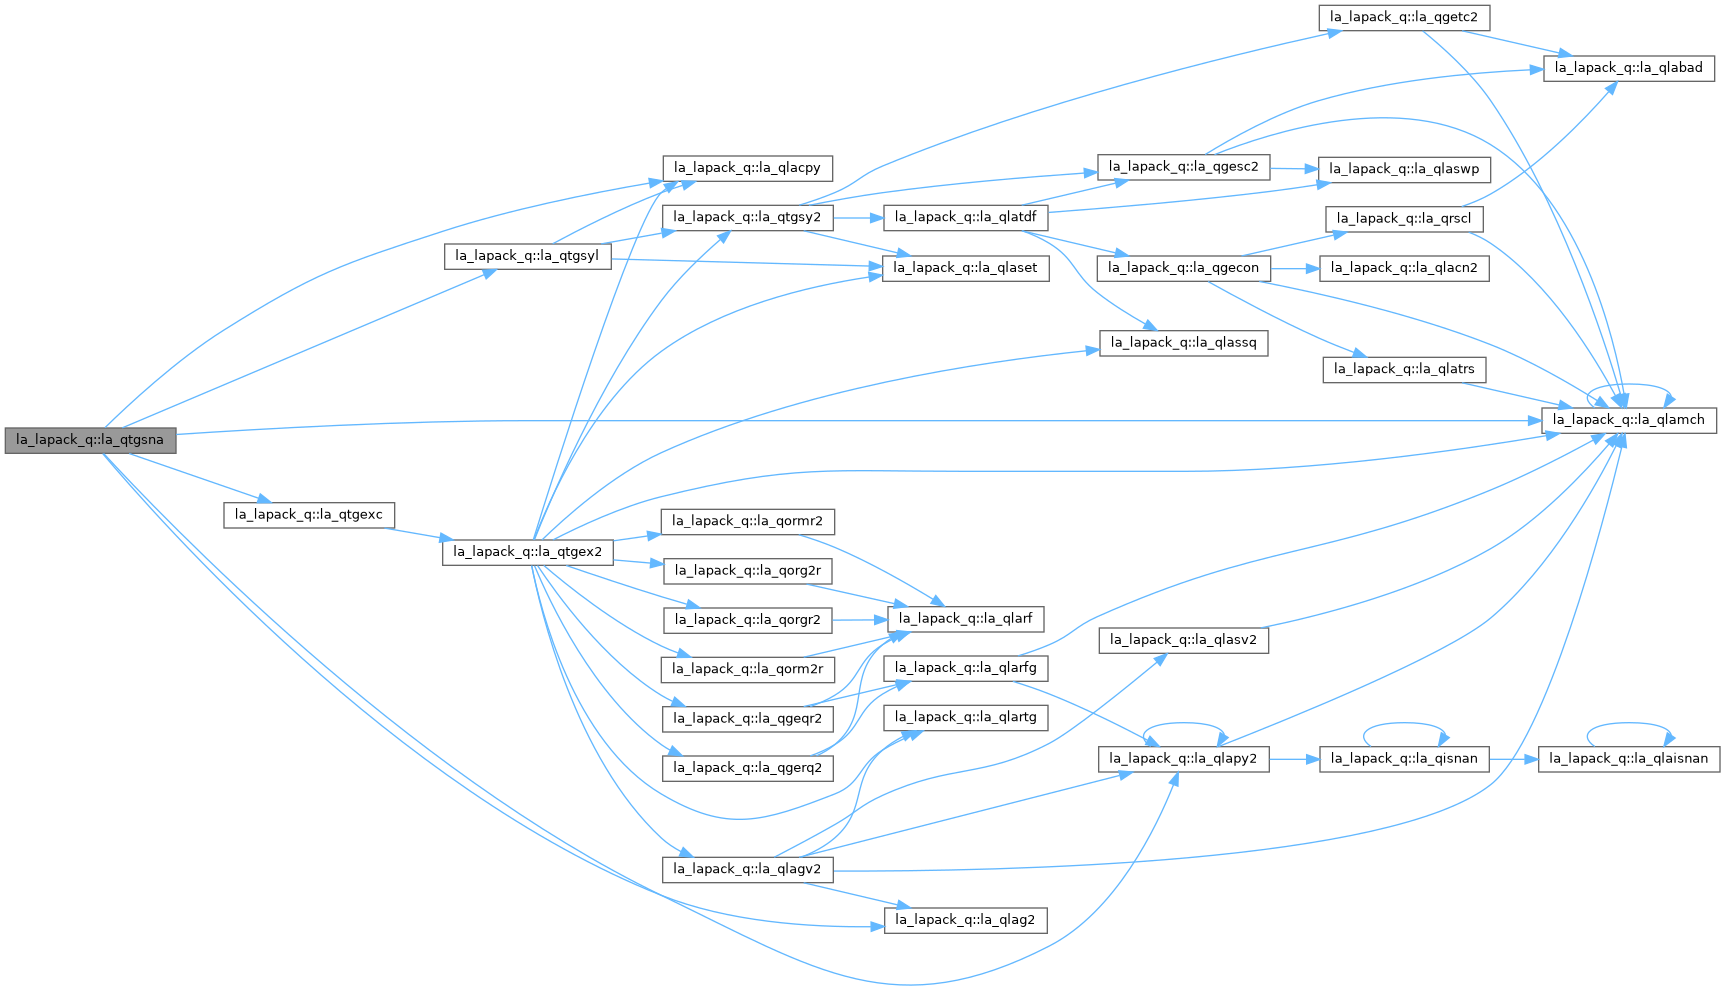 la_lapack_q::la_qtgsna
la_lapack_q::la_qtgexc
la_lapack_q::la_qtgsyl
la_lapack_q::la_qtgex2
la_lapack_q::la_qlacpy
la_lapack_q::la_qtgsy2
la_lapack_q::la_qormr2
la_lapack_q::la_qorg2r
la_lapack_q::la_qorgr2
la_lapack_q::la_qorm2r
la_lapack_q::la_qgeqr2
la_lapack_q::la_qgerq2
la_lapack_q::la_qlagv2
la_lapack_q::la_qlatdf
la_lapack_q::la_qlaset
la_lapack_q::la_qlarf
la_lapack_q::la_qlarfg
la_lapack_q::la_qlartg
la_lapack_q::la_qlag2
la_lapack_q::la_qgesc2
la_lapack_q::la_qgecon
la_lapack_q::la_qlassq
la_lapack_q::la_qlasv2
la_lapack_q::la_qlapy2
la_lapack_q::la_qgetc2
la_lapack_q::la_qlaswp
la_lapack_q::la_qrscl
la_lapack_q::la_qlacn2
la_lapack_q::la_qlatrs
la_lapack_q::la_qisnan
la_lapack_q::la_qlabad
la_lapack_q::la_qlamch
la_lapack_q::la_qlaisnan